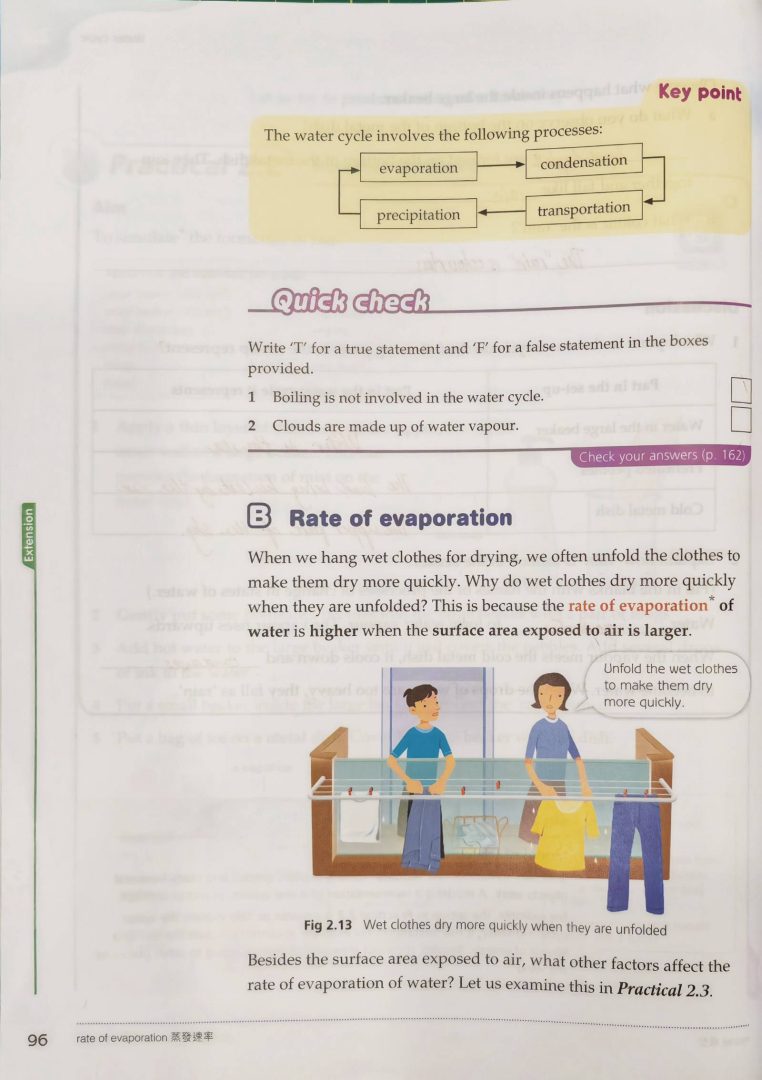 Key point
The water cycle involves the following processes:
evaporation
condensation
precipitation
transportation
Quick check
Write ‘T’ for a true statement and ‘F’ for a false statement in the boxes
provided.
1 Boiling is not involved in the water cycle.
2 Clouds are made up of water vapour.
Check your answers (p. 162)
Extension
B Rate of evaporation
When we hang wet clothes for drying, we often unfold the clothes to
make them dry more quickly. Why do wet clothes dry more quickly
when they are unfolded? This is because the rate of evaporation* of
water is higher when the surface area exposed to air is larger.
Unfold the wet clothes
to make them dry
more quickly.
Fig 2.13 Wet clothes dry more quickly when they are unfolded
Besides the surface area exposed to air, what other factors affect the
rate of evaporation of water? Let us examine this in Practical 2.3.
96 rate of evaporation 蒸發速率